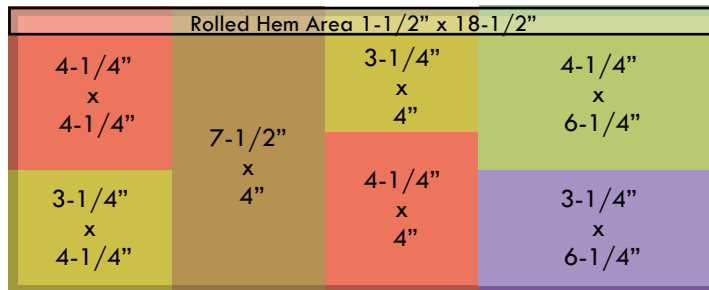 Rolled Hem Area 1-1/2” x 18-1/2”
4-1/4”
x
4-1/4”
3-1/4”
x
4-1/4”
7-1/2”
x
4”
3-1/4”
x
4”
4-1/4”
x
4”
4-1/4”
x
6-1/4”
3-1/4”
x
6-1/4”